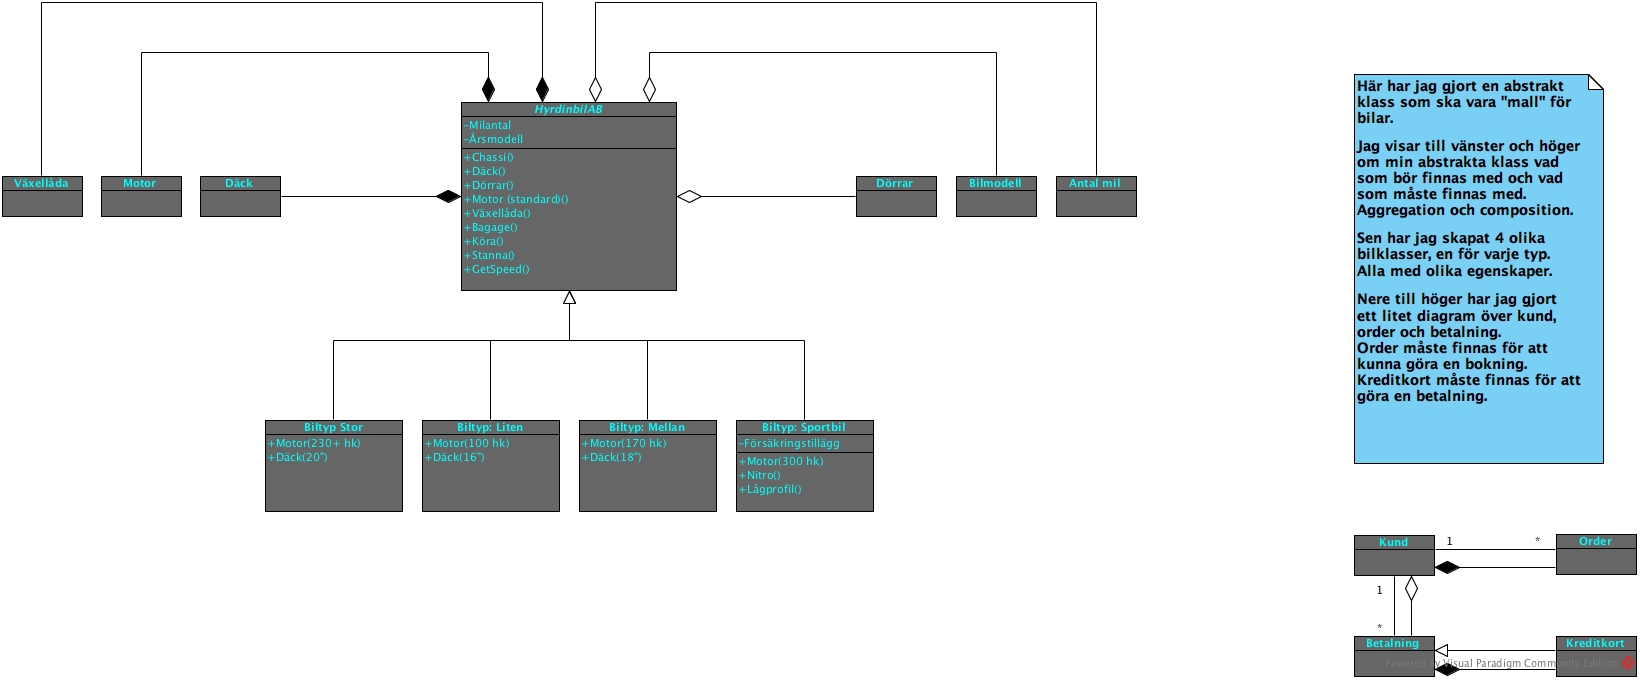 HyrdinbilAB
-Milantal
-Årsmodell
+Chassi()
+Däck()
+Dörrar()
+Motor (standard)()
+Växellåda()
+Bagage()
+Köra()
+Stanna()
+GetSpeed()
Växellåda
Motor
Däck
Dörrar
Bilmodell
Antal mil
Biltyp Stor
+Motor(230+ hk)
+Däck(20")
Biltyp: Liten
+Motor(100 hk)
+Däck(16")
Biltyp: Mellan
+Motor(170 hk)
+Däck(18")
Biltyp: Sportbil
-Försäkringstillägg
+Motor(300 hk)
+Nitro()
+Lågprofil()
Här har jag gjort en abstrakt
klass som ska vara "mall" för
bilar.
Jag visar till vänster och höger
om min abstrakta klass vad
som bör finnas med och vad
som måste finnas med.
Aggregation och composition.
Sen har jag skapat 4 olika
bilklasser, en för varje typ.
Alla med olika egenskaper.
Nere till höger har jag gjort
ett litet diagram över kund,
order och betalning.
Order måste finnas för att
kunna göra en bokning.
Kreditkort måste finnas för att
göra en betalning.
Kund
1
*
Order
1
*
Betalning
Kreditkort
Powered by Visual Paradigm Community Edition